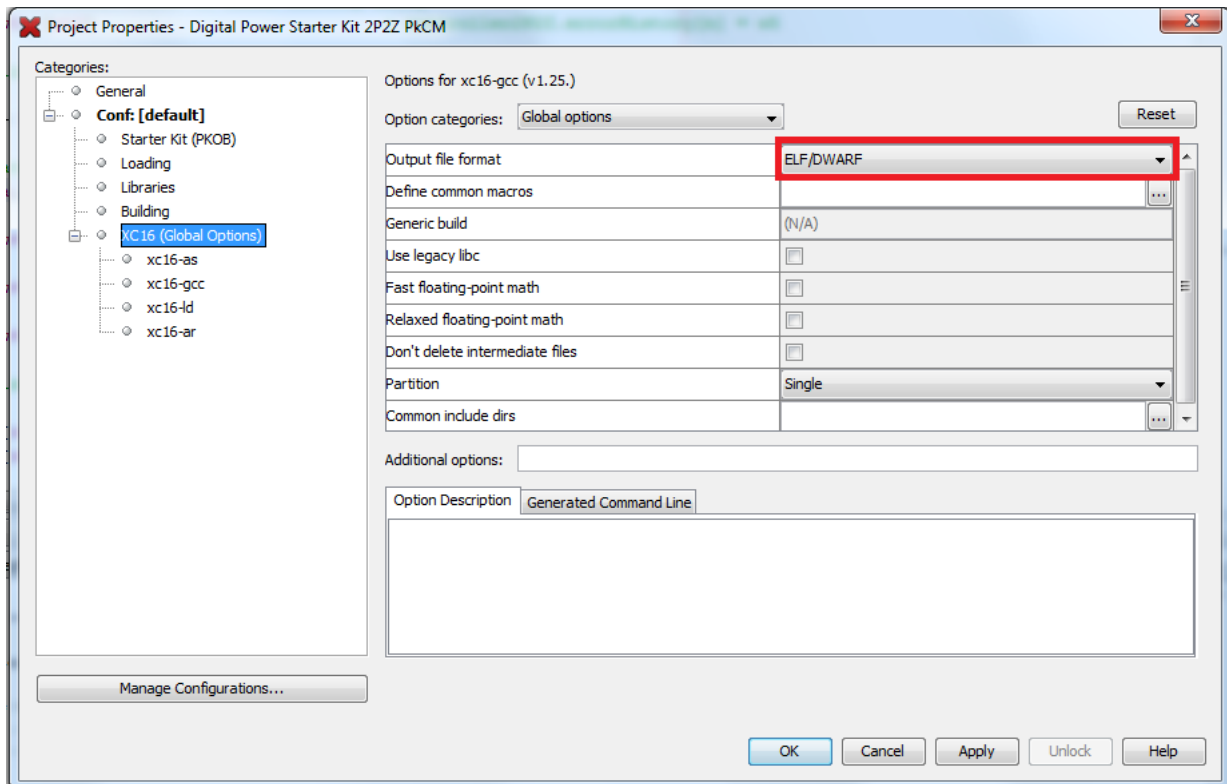 Project Properties - Digital Power Starter Kit 2P2Z PkCM
Categories:
General
Conf: [default]
Starter Kit (PKOB)
Loading
Libraries
Building
XC16 (Global Options)
xc16-as
xc16-gcc
xc16-ld
xc16-ar
Manage Configurations...
Options for xc16-gcc (v1.25.)
Option categories: Global options
Reset
Output file format ELF/DWARF
Define common macros ...
Generic build (N/A)
Use legacy libc
Fast floating-point math
Relaxed floating-point math
Don't delete intermediate files
Partition Single
Common include dirs ...
Additional options:
Option Description Generated Command Line
OK Cancel Apply Unlock Help